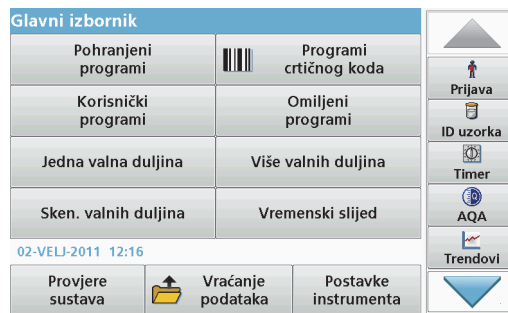 Glavni izbornik
Pohranjeni
programi
Programi
crtičnog koda
Korisnički
programi
Omiljeni
programi
Jedna valna duljina
Više valnih duljina
Sken. valnih duljina
Vremenski slijed
02-VELJ-2011 12:16
Provjere
sustava
Vraćanje
podataka
Postavke
instrumenta
Prijava
ID uzorka
Timer
AQA
Trendovi